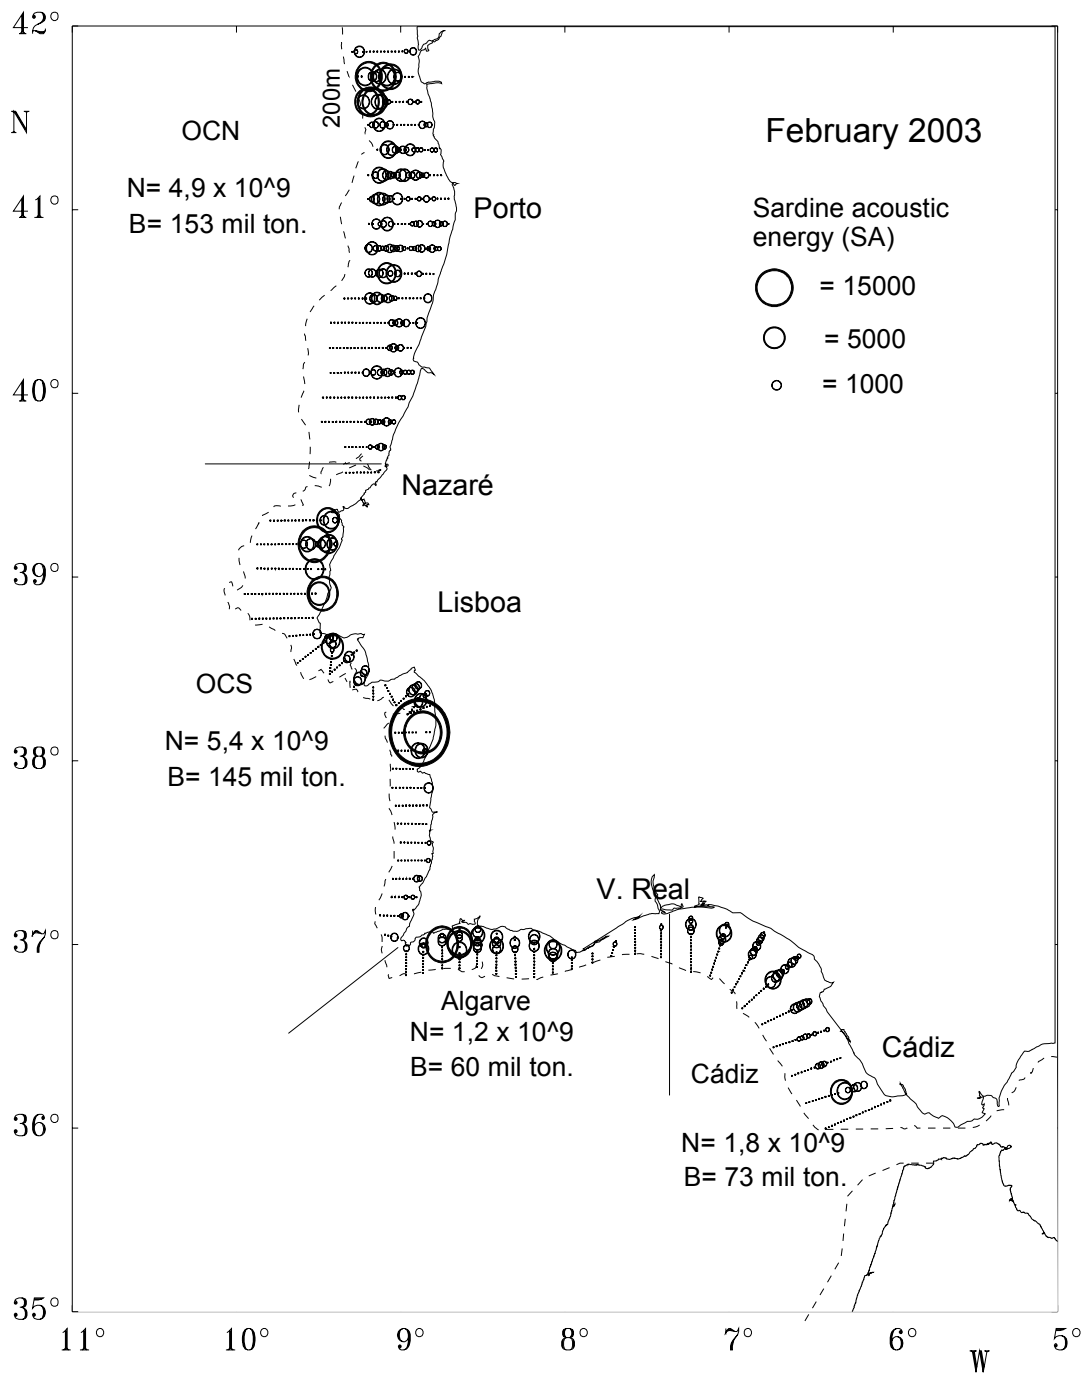 42°
41°
40°
39°
38°
37°
36°
35°
N
11°
10°
9°
8°
7°
6°
5°
W
200m
February 2003
OCN
N= 4,9 x 10^9
B= 153 mil ton.
Porto
Sardine acoustic
energy (SA)
= 15000
= 5000
= 1000
Nazaré
Lisboa
OCS
N= 5,4 x 10^9
B= 145 mil ton.
V. Real
Algarve
N= 1,2 x 10^9
B= 60 mil ton.
Cádiz
Cádiz
N= 1,8 x 10^9
B= 73 mil ton.